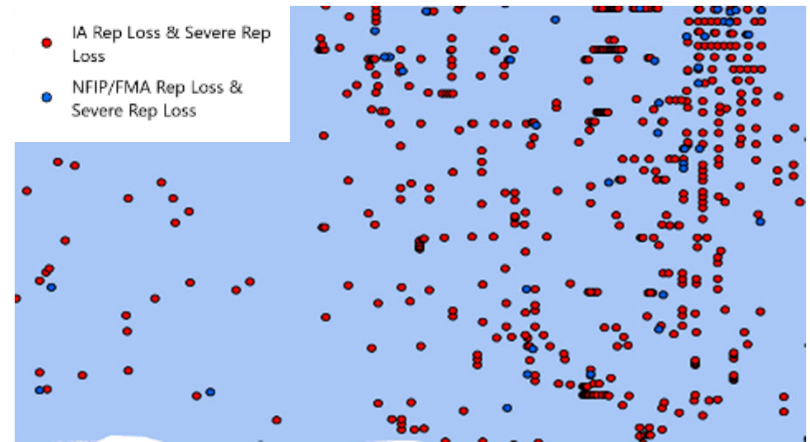 IA Rep Loss & Severe Rep
Loss
NFIP/FMA Rep Loss &
Severe Rep Loss